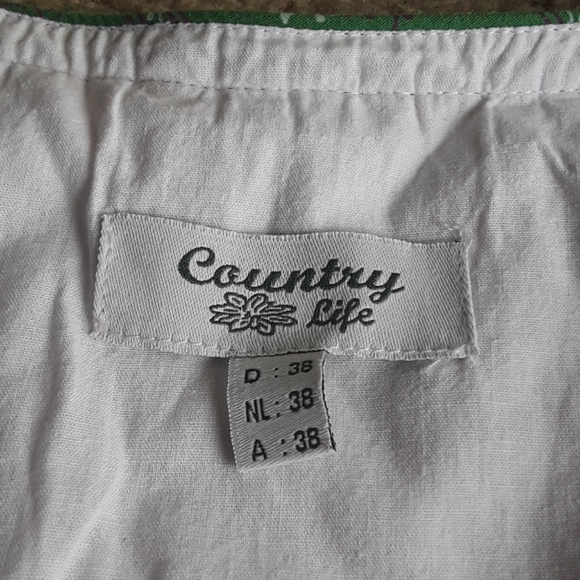 Country
Life
D : 38
NL: 38
A : 38